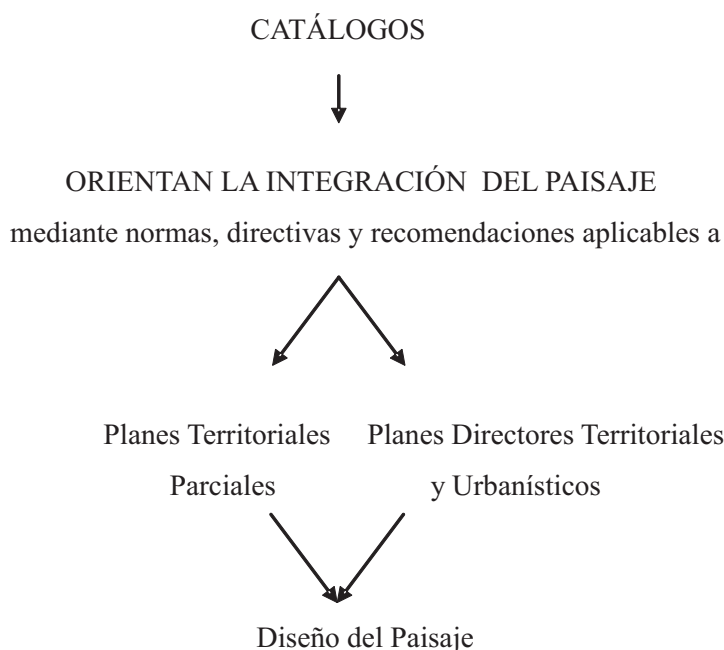 CATÁLOGOS
ORIENTAN LA INTEGRACIÓN DEL PAISAJE
mediante normas, directivas y recomendaciones aplicables a
Planes Territoriales
Parciales
Planes Directores Territoriales
y Urbanísticos
Diseño del Paisaje